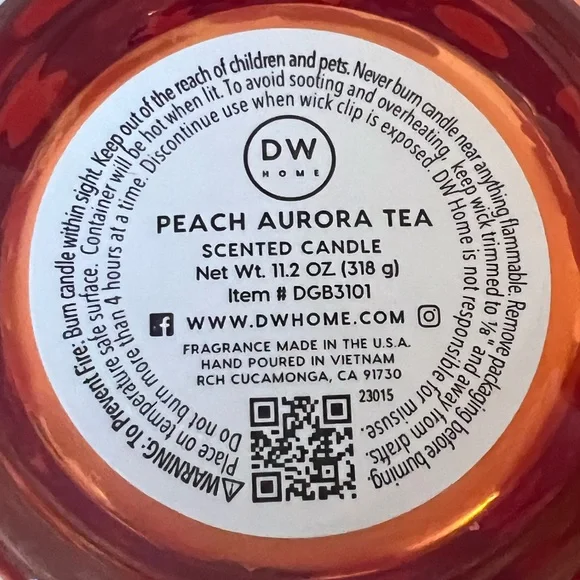 DW
HOME
PEACH AURORA TEA
SCENTED CANDLE
Net Wt. 11.2 OZ (318 g)
Item # DGB3101
WWW.DWHOME.COM
FRAGRANCE MADE IN THE U.S.A.
HAND POURED IN VIETNAM
RCH CUCAMONGA, CA 91730
23015
WARNING: To Prevent Fire: Burn candle within sight. Keep out of the reach of children and pets. Never burn candle near anything flammable. Remove packaging before burning.
Place on temperature safe surface. Container will be hot when lit. To avoid sooting and overheating, keep wick trimmed to 1/8" and away from drafts.
Do not burn more than 4 hours at a time. Discontinue use when wick clip is exposed. DW Home is not responsible for misuse.